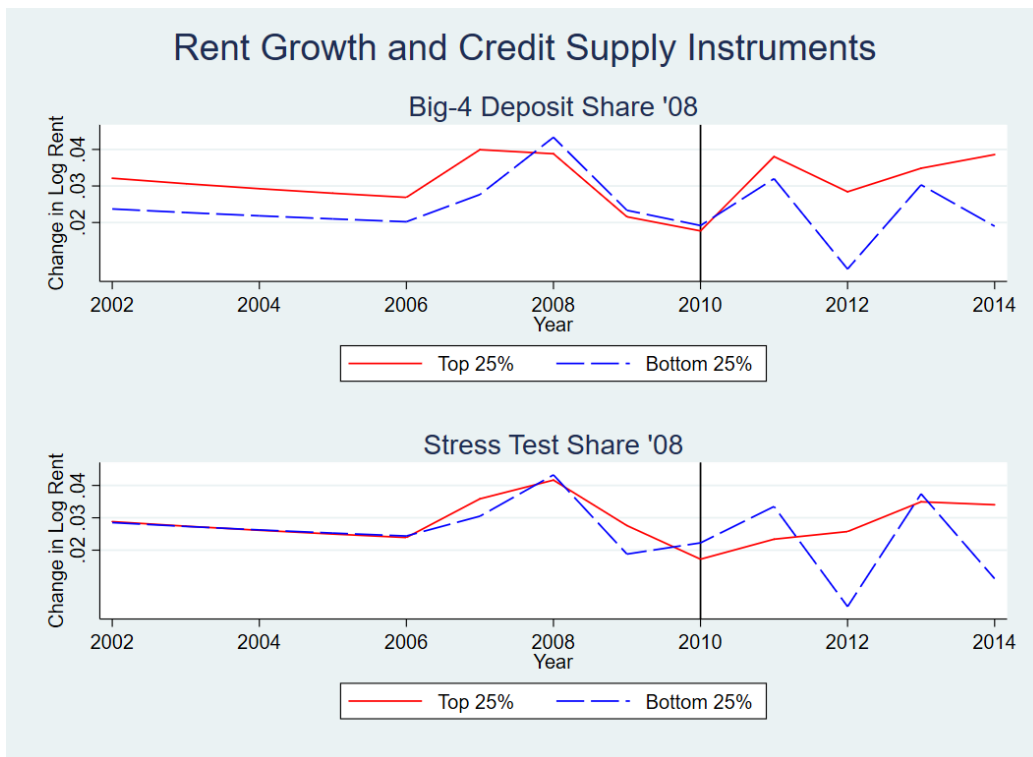 Rent Growth and Credit Supply Instruments
Big-4 Deposit Share '08
Change in Log Rent
.02 .03 .04
2002 2004 2006 2008 2010 2012 2014
Year
Top 25% Bottom 25%
Stress Test Share '08
Change in Log Rent
.02 .03 .04
2002 2004 2006 2008 2010 2012 2014
Year
Top 25% Bottom 25%